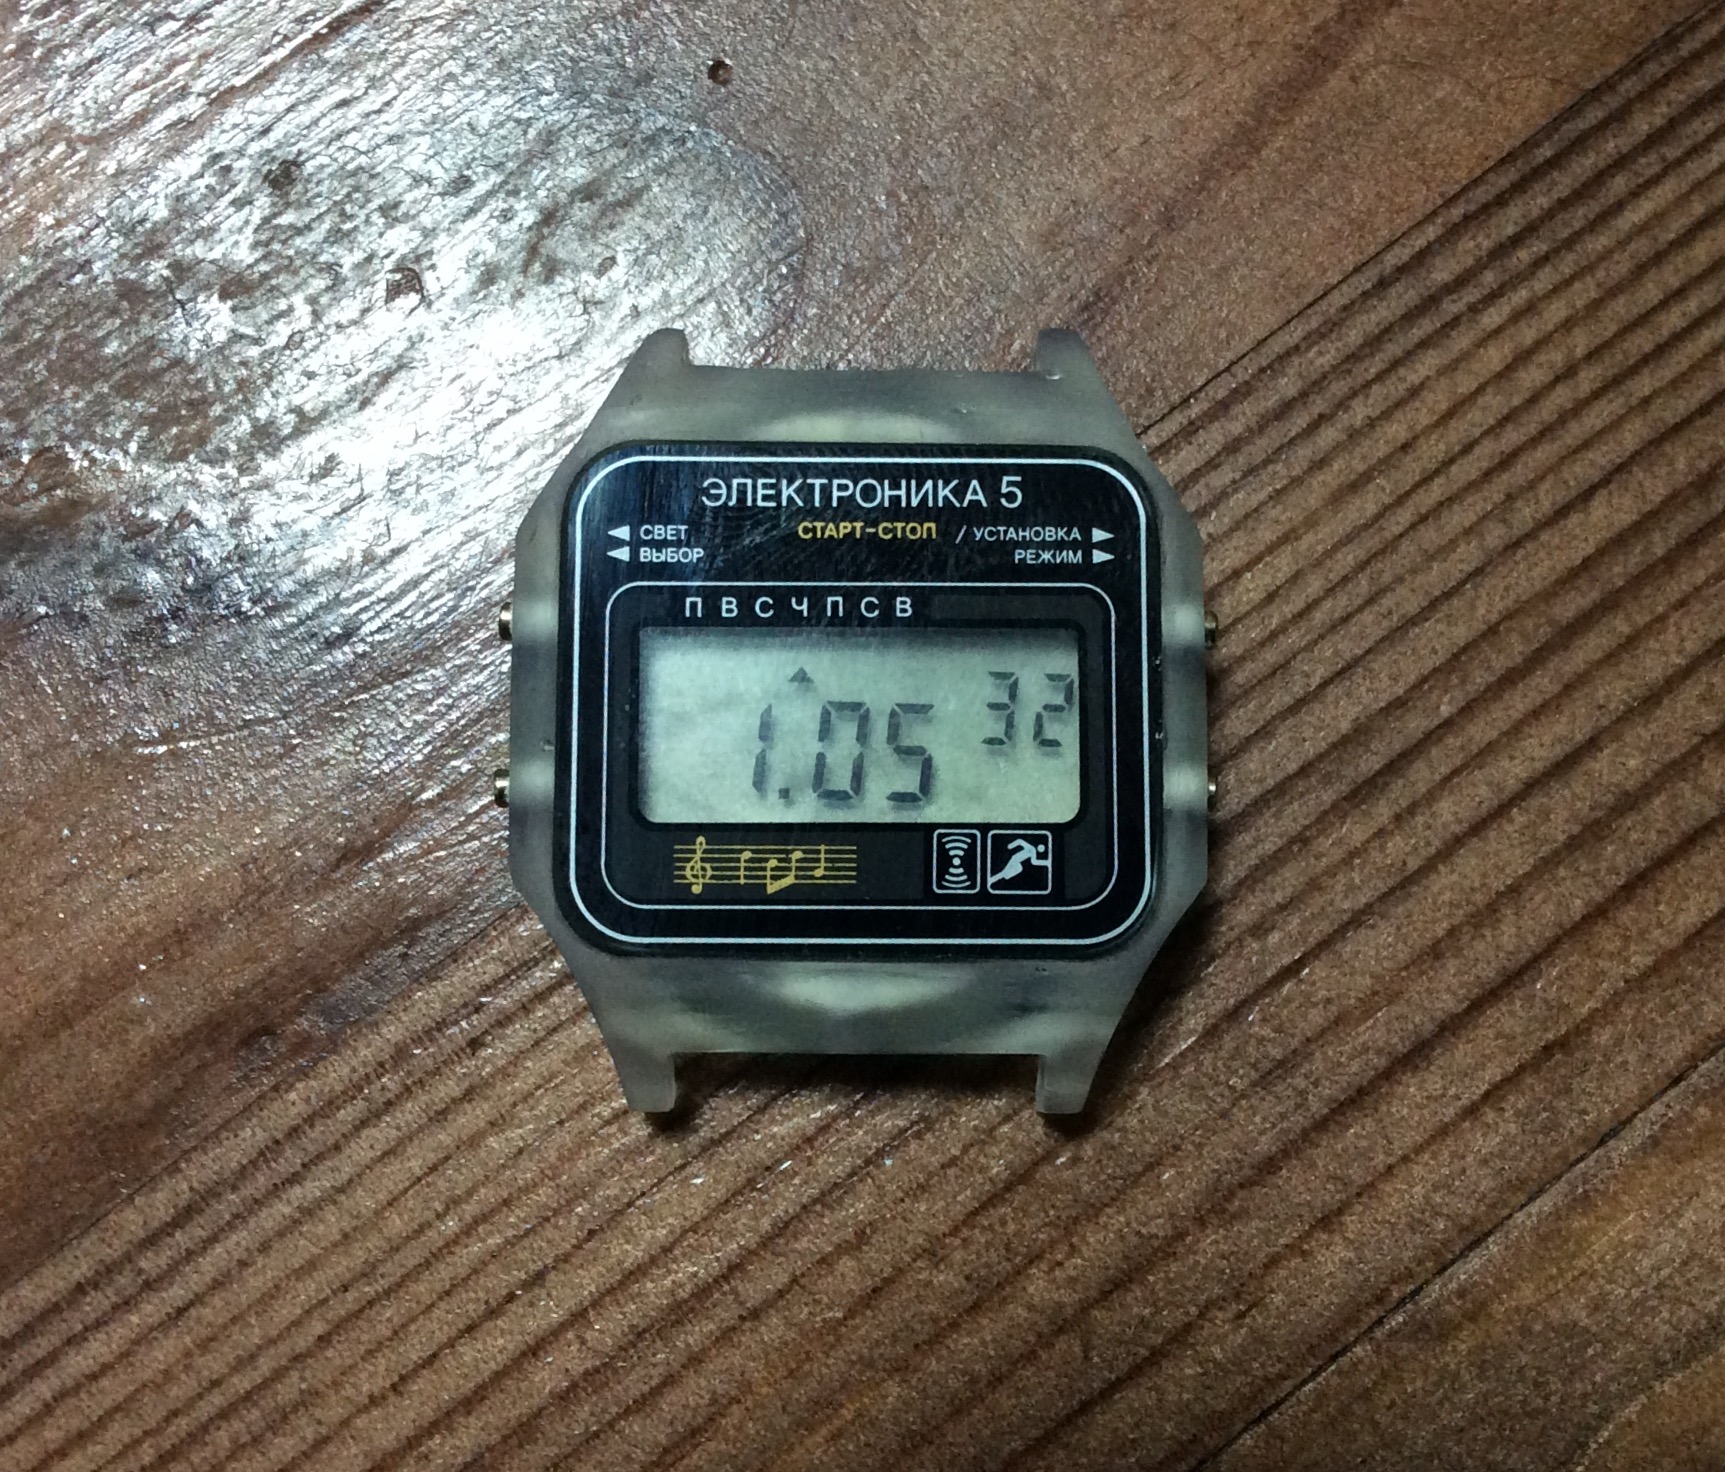 ЭЛЕКТРОНИКА 5
СВЕТ СТАРТ-СТОП / УСТАНОВКА
ВЫБОР РЕЖИМ
П В С Ч П С В
1.05 32